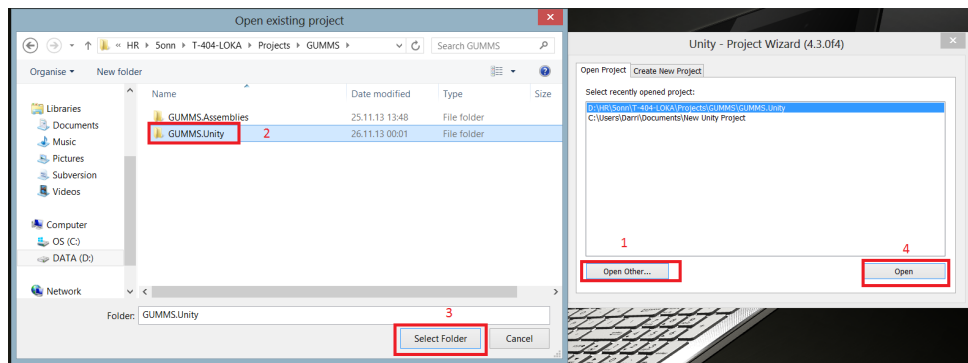 Open existing project
« HR ▸ 5onn ▸ T-404-LOKA ▸ Projects ▸ GUMMS ▸
Search GUMMS
Organise
New folder
Name Date modified Type Size
Libraries
Documents
Music
Pictures
Subversion
Videos
Computer
OS (C:)
DATA (D:)
Network
GUMMS.Assemblies 25.11.13 13:48 File folder
GUMMS.Unity 2 26.11.13 00:01 File folder
Folder: GUMMS.Unity
3
Select Folder Cancel
Unity - Project Wizard (4.3.0f4)
Open Project Create New Project
Select recently opened project:
D:\HR\5onn\T-404-LOKA\Projects\GUMMS\GUMMS.Unity
C:\Users\Darri\Documents\New Unity Project
1
4
Open Other...
Open